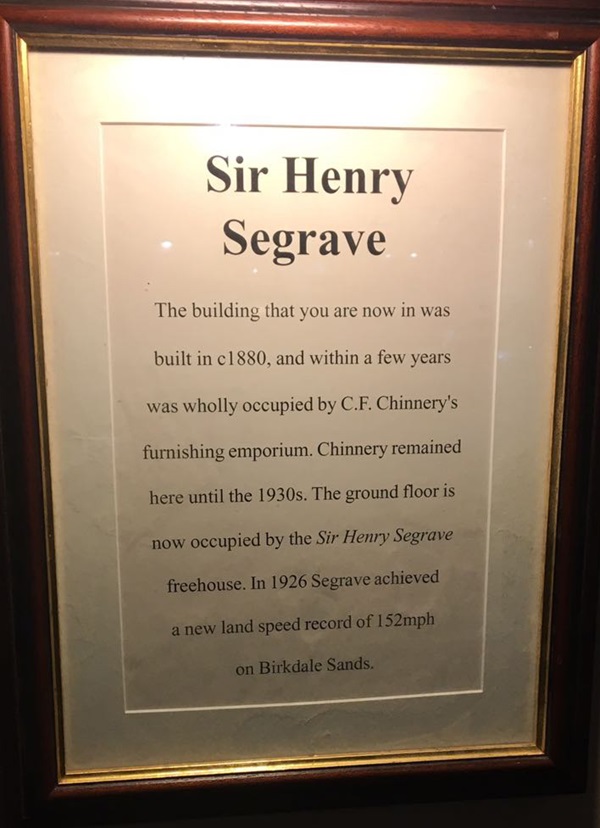 Sir Henry
Segrave
The building that you are now in was
built in c1880, and within a few years
was wholly occupied by C.F. Chinnery's
furnishing emporium. Chinnery remained
here until the 1930s. The ground floor is
now occupied by the Sir Henry Segrave
freehouse. In 1926 Segrave achieved
a new land speed record of 152mph
on Birkdale Sands.